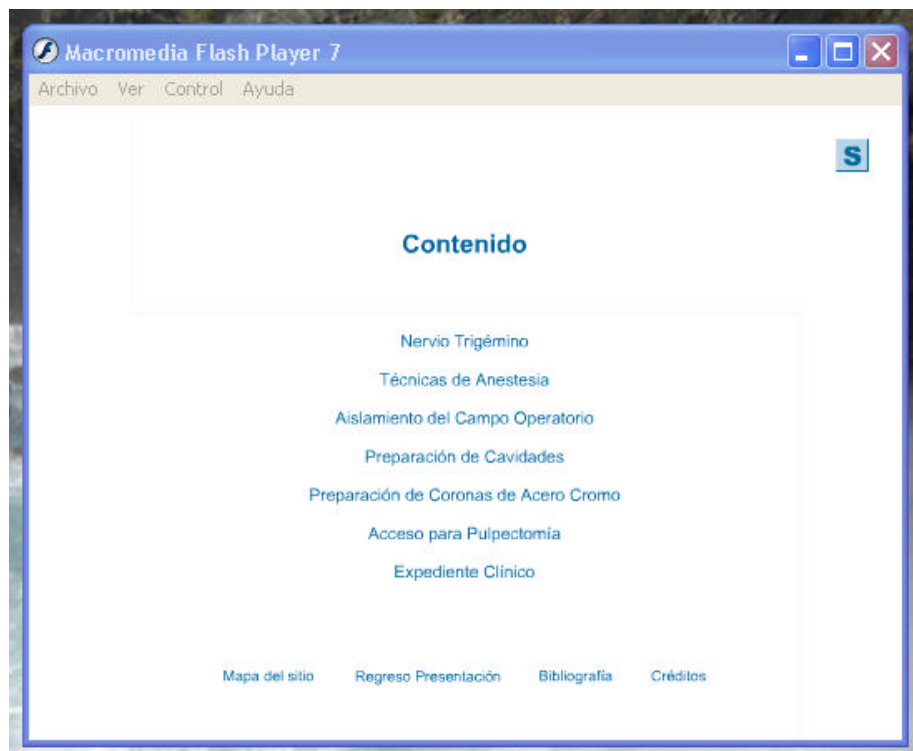 Macromedia Flash Player 7
Archivo Ver Control Ayuda
S
Contenido
Nervio Trigémino
Técnicas de Anestesia
Aislamiento del Campo Operatorio
Preparación de Cavidades
Preparación de Coronas de Acero Cromo
Acceso para Pulpectomía
Expediente Clínico
Mapa del sitio Regreso Presentación Bibliografía Créditos